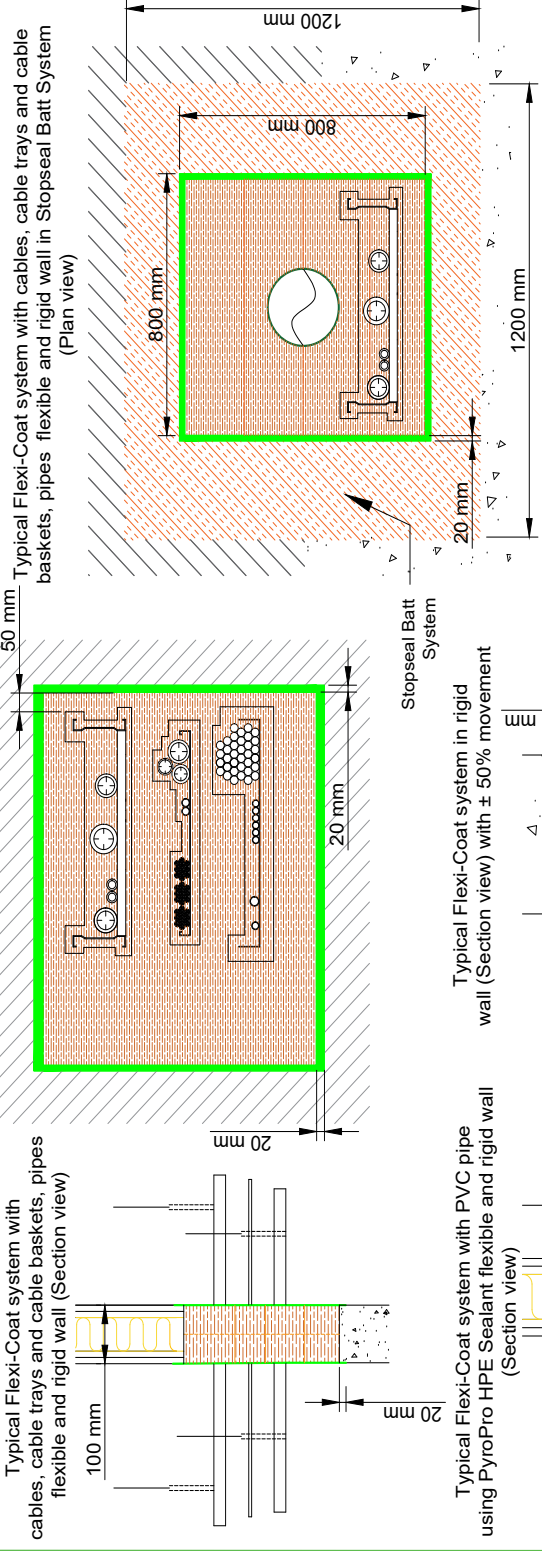 Typical Flexi-Coat system with
cables, cable trays and cable baskets, pipes
flexible and rigid wall (Section view)
100 mm
20 mm
50 mm
20 mm
20 mm
Typical Flexi-Coat system with cables, cable trays and cable
baskets, pipes flexible and rigid wall in Stopseal Batt System
(Plan view)
1200 mm
800 mm
800 mm
20 mm
1200 mm
Stopseal Batt
System
Typical Flexi-Coat system with PVC pipe
using PyroPro HPE Sealant flexible and rigid wall
(Section view)
Typical Flexi-Coat system in rigid
wall (Section view) with ± 50% movement
mm